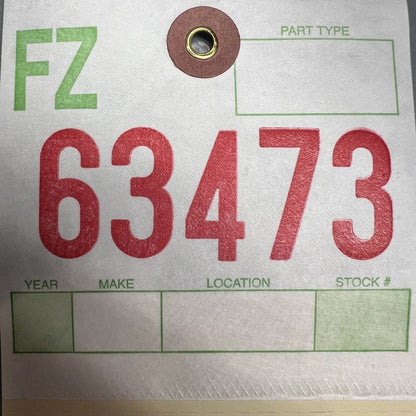 FZ PART TYPE
63473
YEAR MAKE LOCATION STOCK #